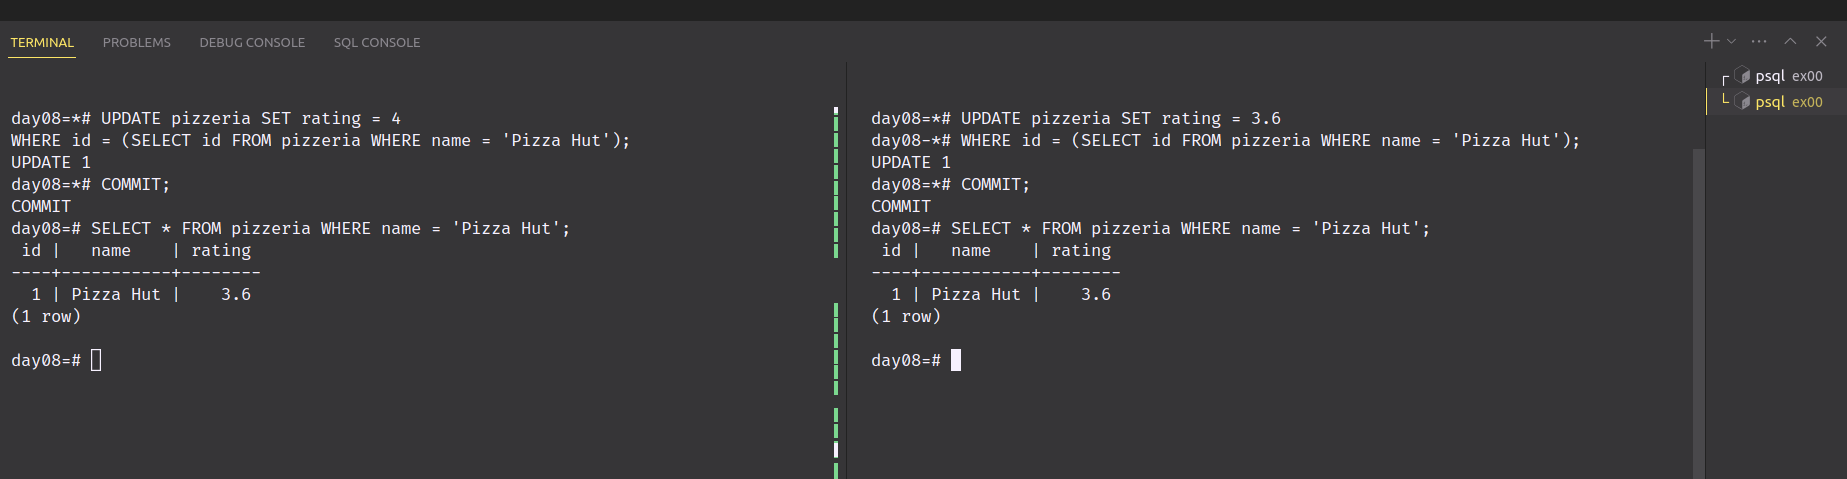 TERMINAL PROBLEMS DEBUG CONSOLE SQL CONSOLE
day08=*# UPDATE pizzeria SET rating = 4
WHERE id = (SELECT id FROM pizzeria WHERE name = 'Pizza Hut');
UPDATE 1
day08=*# COMMIT;
COMMIT
day08=# SELECT * FROM pizzeria WHERE name = 'Pizza Hut';
 id |   name    | rating
----+-----------+--------
  1 | Pizza Hut |    3.6
(1 row)
day08=#
day08=*# UPDATE pizzeria SET rating = 3.6
day08-*# WHERE id = (SELECT id FROM pizzeria WHERE name = 'Pizza Hut');
UPDATE 1
day08=*# COMMIT;
COMMIT
day08=# SELECT * FROM pizzeria WHERE name = 'Pizza Hut';
 id |   name    | rating
----+-----------+--------
  1 | Pizza Hut |    3.6
(1 row)
day08=#
psql ex00
psql ex00